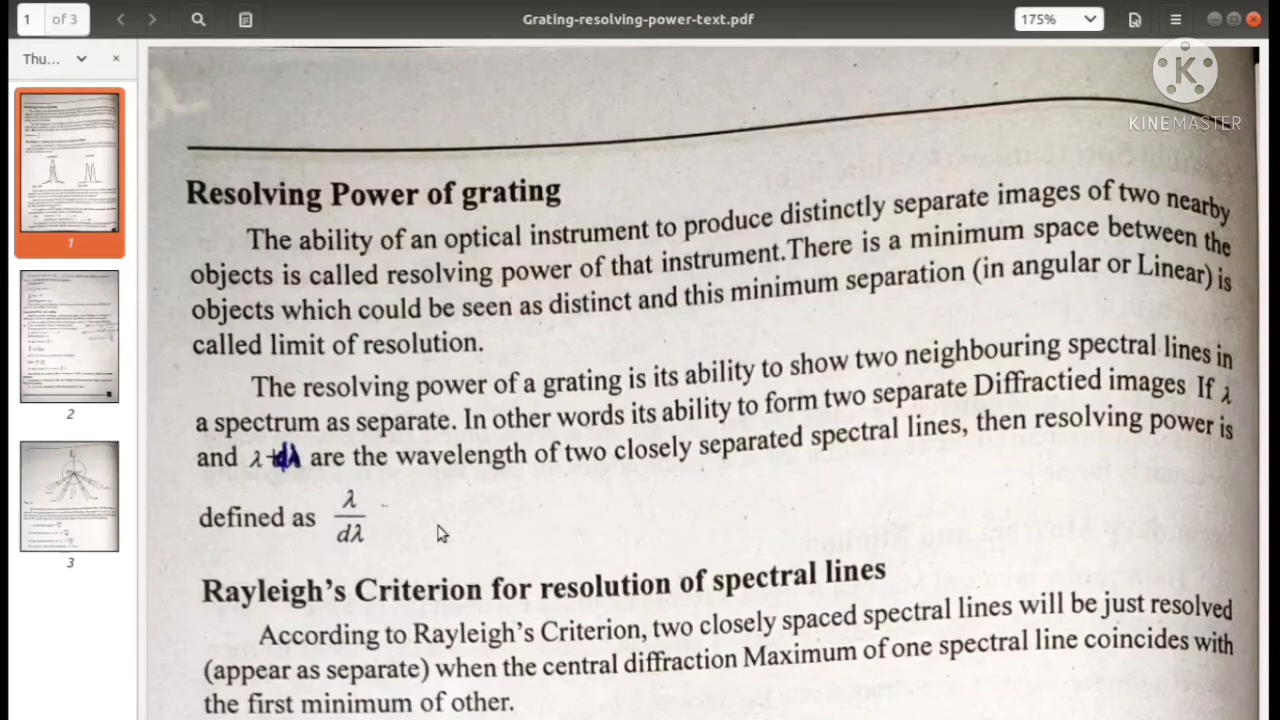 1 of 3
Grating-resolving-power-text.pdf
175%
Thu...
1
2
3
K
KINEMASTER
Resolving Power of grating
The ability of an optical instrument to produce distinctly separate images of two nearby
objects is called resolving power of that instrument.There is a minimum space between the
objects which could be seen as distinct and this minimum separation (in angular or Linear) is
called limit of resolution.
The resolving power of a grating is its ability to show two neighbouring spectral lines in
a spectrum as separate. In other words its ability to form two separate Diffractied images If λ
and λ+dλ are the wavelength of two closely separated spectral lines, then resolving power is
defined as λ/dλ
Rayleigh's Criterion for resolution of spectral lines
According to Rayleigh's Criterion, two closely spaced spectral lines will be just resolved
(appear as separate) when the central diffraction Maximum of one spectral line coincides with
the first minimum of other.